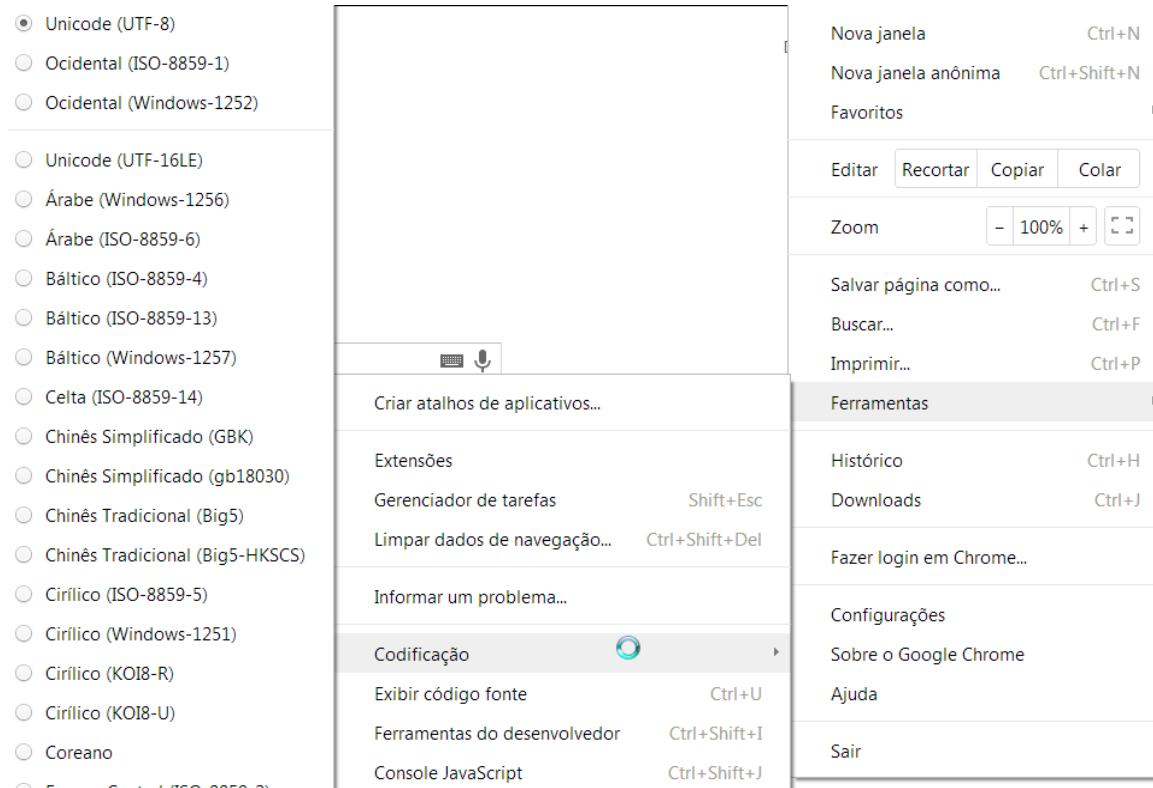 Unicode (UTF-8)
Ocidental (ISO-8859-1)
Ocidental (Windows-1252)
Unicode (UTF-16LE)
Árabe (Windows-1256)
Árabe (ISO-8859-6)
Báltico (ISO-8859-4)
Báltico (ISO-8859-13)
Báltico (Windows-1257)
Celta (ISO-8859-14)
Chinês Simplificado (GBK)
Chinês Simplificado (gb18030)
Chinês Tradicional (Big5)
Chinês Tradicional (Big5-HKSCS)
Cirílico (ISO-8859-5)
Cirílico (Windows-1251)
Cirílico (KOI8-R)
Cirílico (KOI8-U)
Coreano
Criar atalhos de aplicativos...
Extensões
Gerenciador de tarefas Shift+Esc
Limpar dados de navegação... Ctrl+Shift+Del
Informar um problema...
Codificação
Exibir código fonte Ctrl+U
Ferramentas do desenvolvedor Ctrl+Shift+I
Console JavaScript Ctrl+Shift+J
Nova janela Ctrl+N
Nova janela anônima Ctrl+Shift+N
Favoritos
Editar Recortar Copiar Colar
Zoom - 100% +
Salvar página como... Ctrl+S
Buscar... Ctrl+F
Imprimir... Ctrl+P
Ferramentas
Histórico Ctrl+H
Downloads Ctrl+J
Fazer login em Chrome...
Configurações
Sobre o Google Chrome
Ajuda
Sair